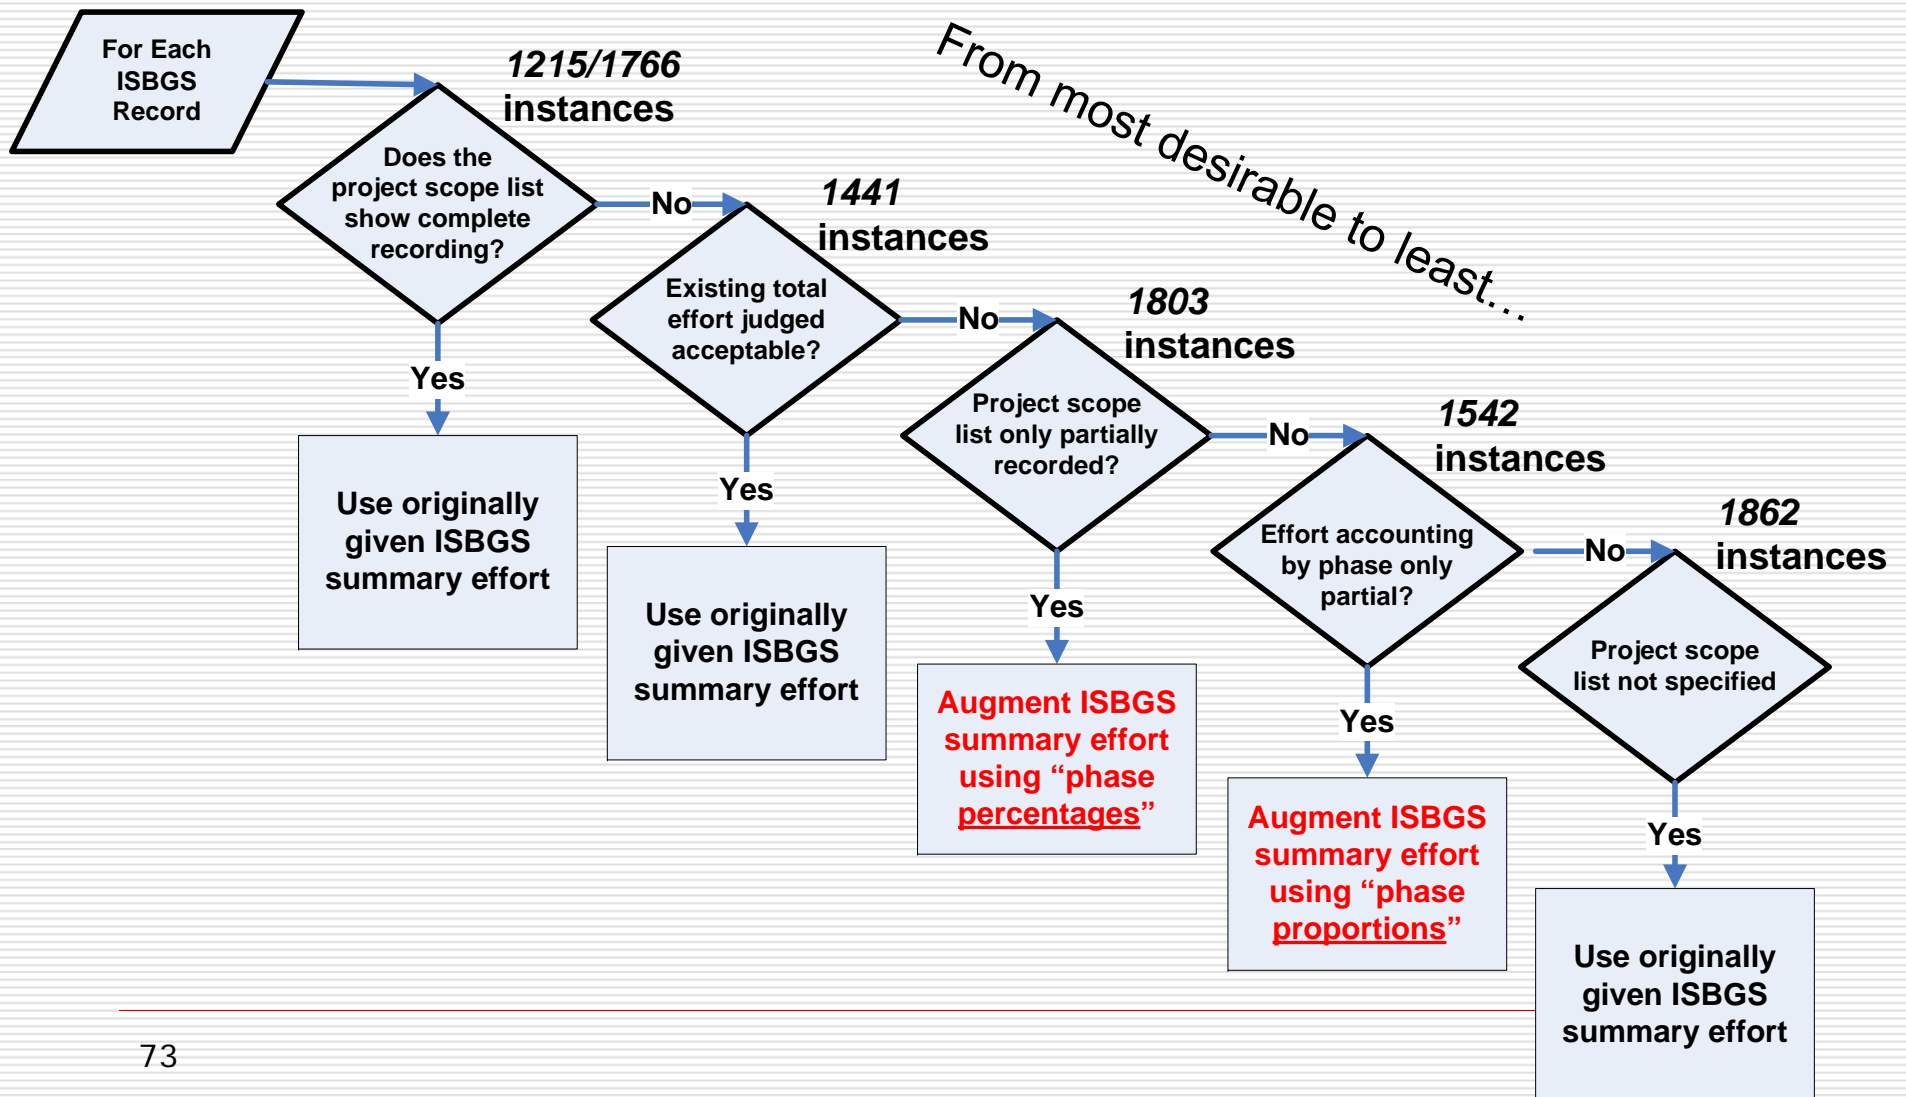 For Each
ISBGS
Record
1215/1766
instances
From most desirable to least...
Does the
project scope list
show complete
recording?
No
1441
instances
Existing total
effort judged
acceptable?
No
1803
instances
Project scope
list only partially
recorded?
No
1542
instances
Effort accounting
by phase only
partial?
No
1862
instances
Project scope
list not specified
Yes
Use originally
given ISBGS
summary effort
Yes
Use originally
given ISBGS
summary effort
Yes
Augment ISBGS
summary effort
using “phase
percentages”
Yes
Augment ISBGS
summary effort
using “phase
proportions”
Yes
Use originally
given ISBGS
summary effort
73